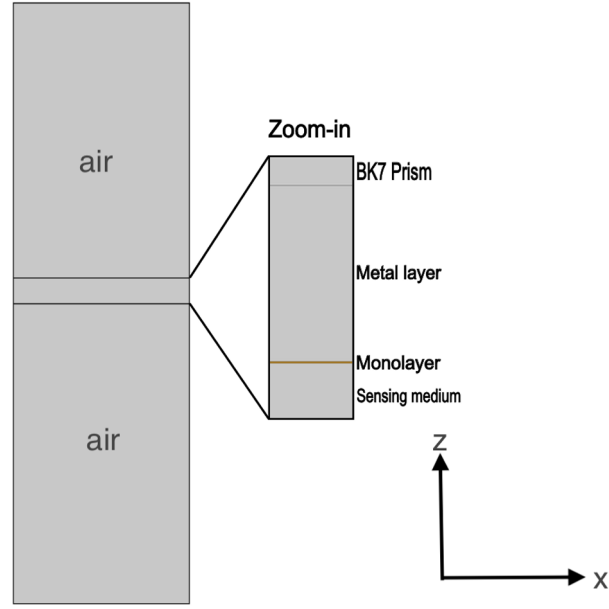 air
Zoom-in
BK7 Prism
Metal layer
Monolayer
Sensing medium
air
Z
X